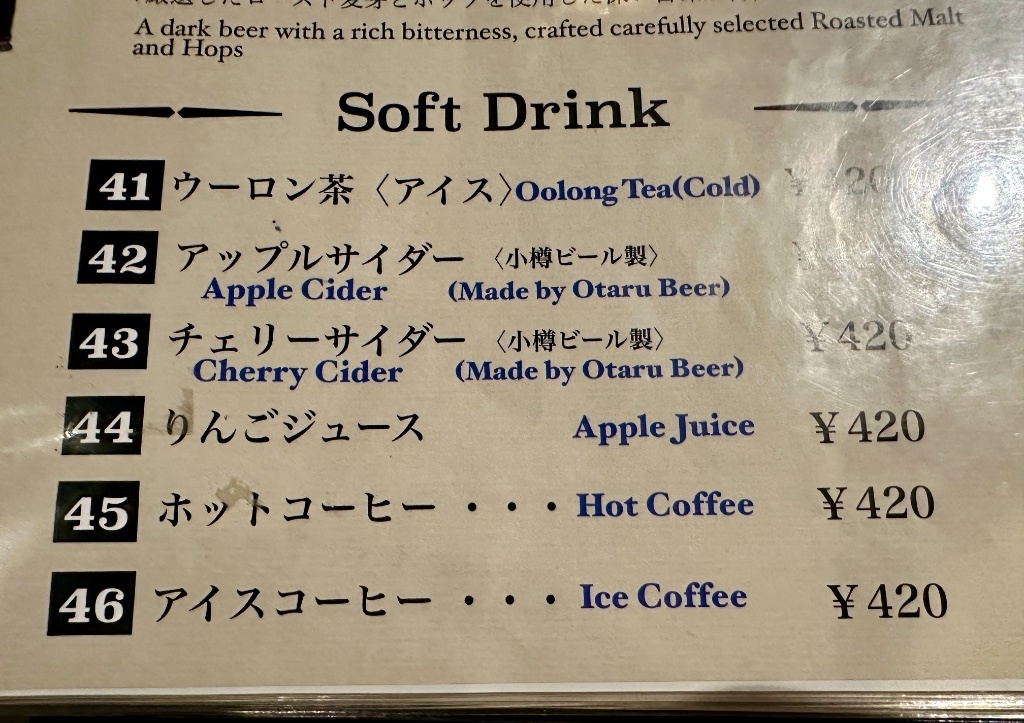 A dark beer with a rich bitterness, crafted carefully selected Roasted Malt
and Hops
Soft Drink
41 ウーロン茶〈アイス〉Oolong Tea(Cold) ¥420
42 アップルサイダー 〈小樽ビール製〉
Apple Cider (Made by Otaru Beer)
43 チェリーサイダー 〈小樽ビール製〉 ¥420
Cherry Cider (Made by Otaru Beer)
44 りんごジュース Apple Juice ¥420
45 ホットコーヒー ・・・ Hot Coffee ¥420
46 アイスコーヒー ・・・ Ice Coffee ¥420